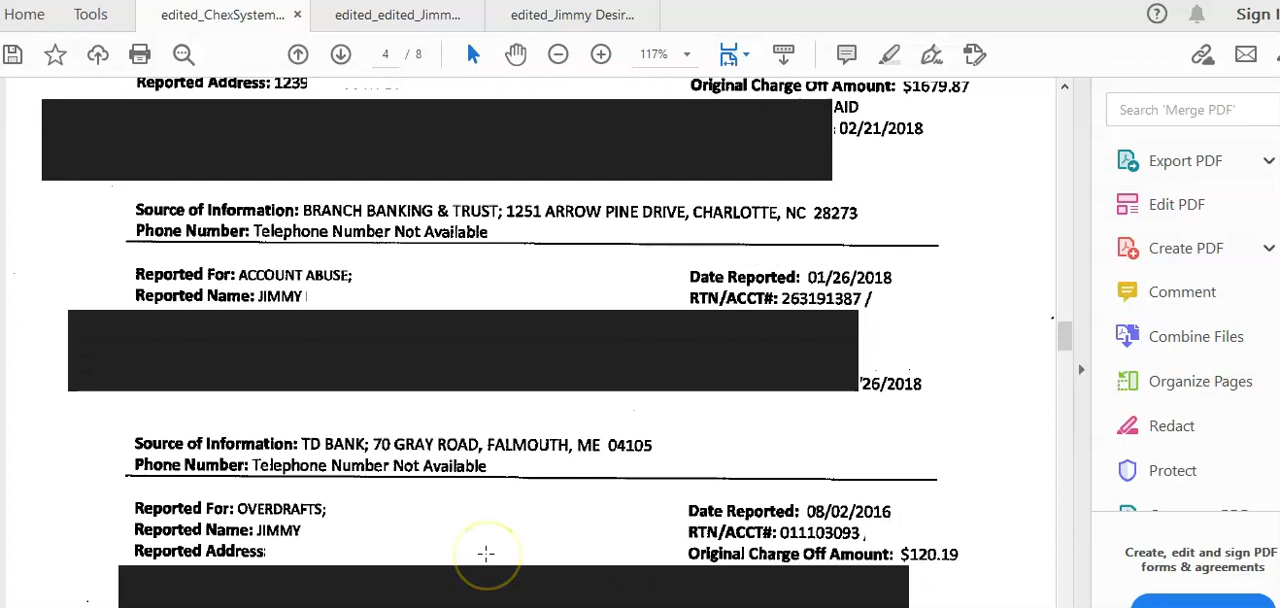 Home Tools edited_ChexSystem... × edited_edited_Jimm... edited_Jimmy Desir... Sign I
4 / 8 117%
Search 'Merge PDF'
Export PDF
Edit PDF
Create PDF
Comment
Combine Files
Organize Pages
Redact
Protect
Create, edit and sign PDF
forms & agreements
Reported Address: 1239 Original Charge Off Amount: $1679.87
AID
: 02/21/2018
Source of Information: BRANCH BANKING & TRUST; 1251 ARROW PINE DRIVE, CHARLOTTE, NC 28273
Phone Number: Telephone Number Not Available
Reported For: ACCOUNT ABUSE; Date Reported: 01/26/2018
Reported Name: JIMMY RTN/ACCT#: 263191387 /
/26/2018
Source of Information: TD BANK; 70 GRAY ROAD, FALMOUTH, ME 04105
Phone Number: Telephone Number Not Available
Reported For: OVERDRAFTS; Date Reported: 08/02/2016
Reported Name: JIMMY RTN/ACCT#: 011103093
Reported Address: Original Charge Off Amount: $120.19